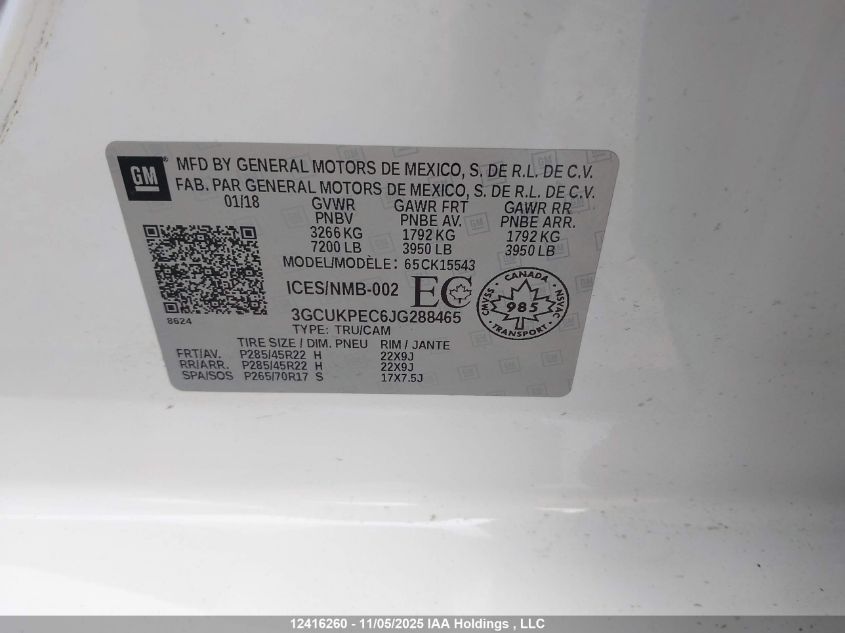 GM
MFD BY GENERAL MOTORS DE MEXICO, S. DE R.L. DE C.V.
FAB. PAR GENERAL MOTORS DE MEXICO, S. DE R.L. DE C.V.
01/18 GVWR GAWR FRT GAWR RR
PNBV PNBE AV. PNBE ARR.
3266 KG 1792 KG 1792 KG
7200 LB 3950 LB 3950 LB
MODEL/MODÈLE: 65CK15543
ICES/NMB-002 EC
CANADA
CMVSS 985 NSVAC
8624
3GCUKPEC6JG288465
TYPE: TRU/CAM
TIRE SIZE / DIM. PNEU RIM / JANTE
FRT/AV. P285/45R22 H 22X9J
RR/ARR. P285/45R22 H 22X9J
SPA/SOS P265/70R17 S 17X7.5J
12416260 - 11/05/2025 IAA Holdings , LLC